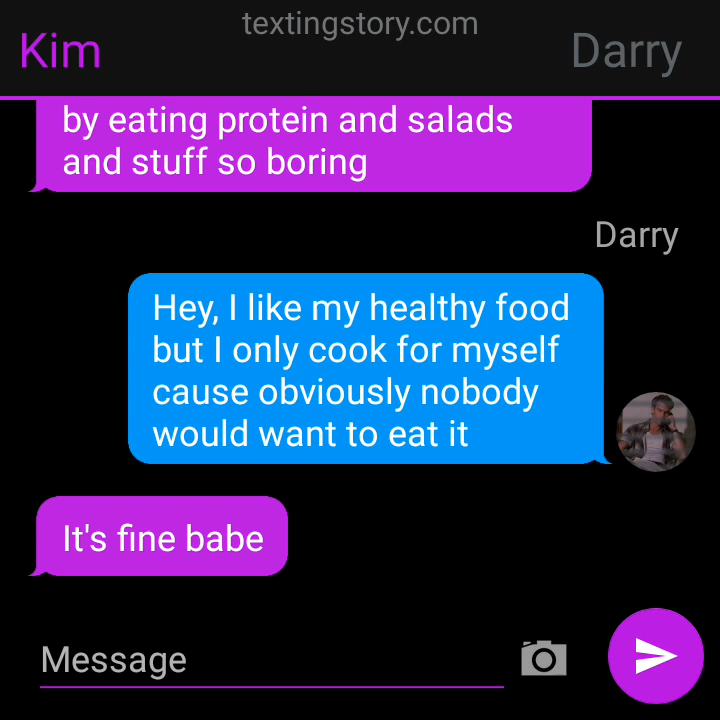 textingstory.com
Kim
Darry
by eating protein and salads
and stuff so boring
Darry
Hey, I like my healthy food
but I only cook for myself
cause obviously nobody
would want to eat it
It's fine babe
Message